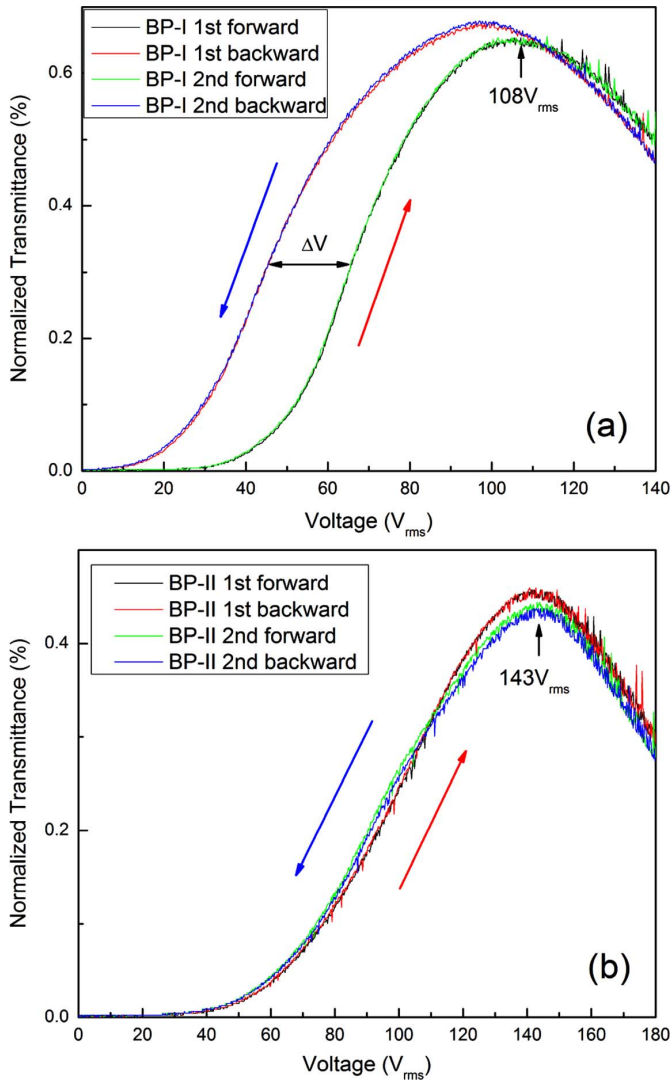 BP-I 1st forward
BP-I 1st backward
BP-I 2nd forward
BP-I 2nd backward
0.6
0.4
0.2
0.0
Normalized Transmittance (%)
108Vrms
ΔV
(a)
0 20 40 60 80 100 120 140
Voltage (Vrms)
BP-II 1st forward
BP-II 1st backward
BP-II 2nd forward
BP-II 2nd backward
0.4
0.2
0.0
Normalized Transmittance (%)
143Vrms
(b)
0 20 40 60 80 100 120 140 160 180
Voltage (Vrms)